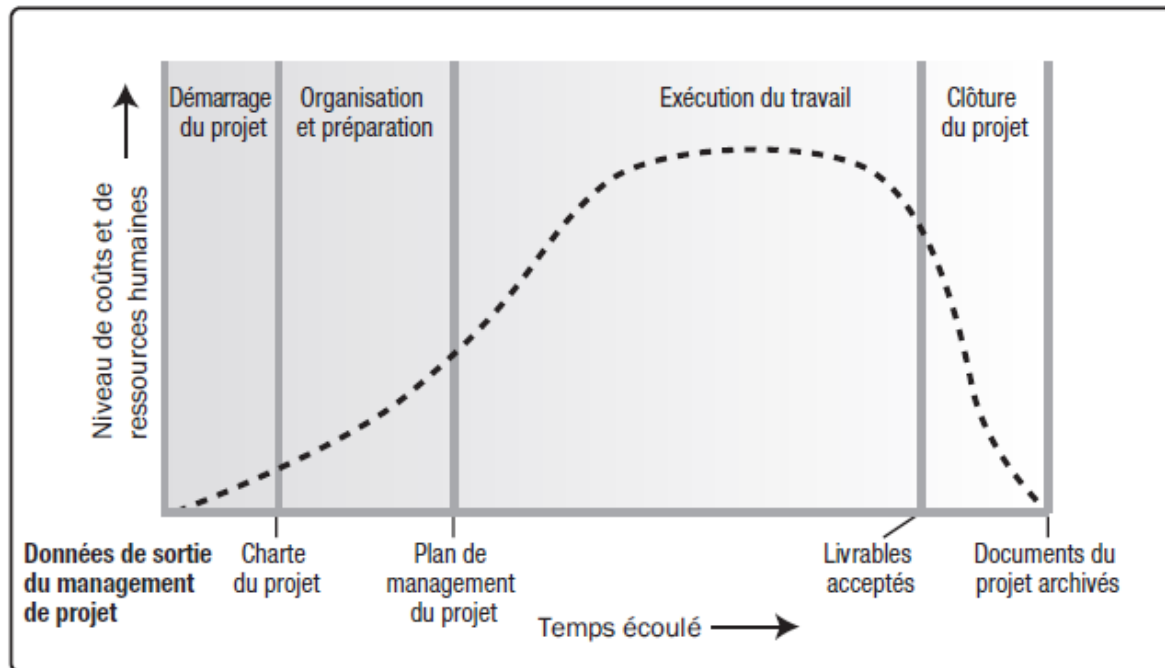 Démarrage
du projet
Organisation
et préparation
Exécution du travail
Clôture
du projet
Niveau de coûts et de
ressources humaines
Données de sortie
du management
de projet
Charte
du projet
Plan de
management
du projet
Livrables
acceptés
Documents du
projet archivés
Temps écoulé